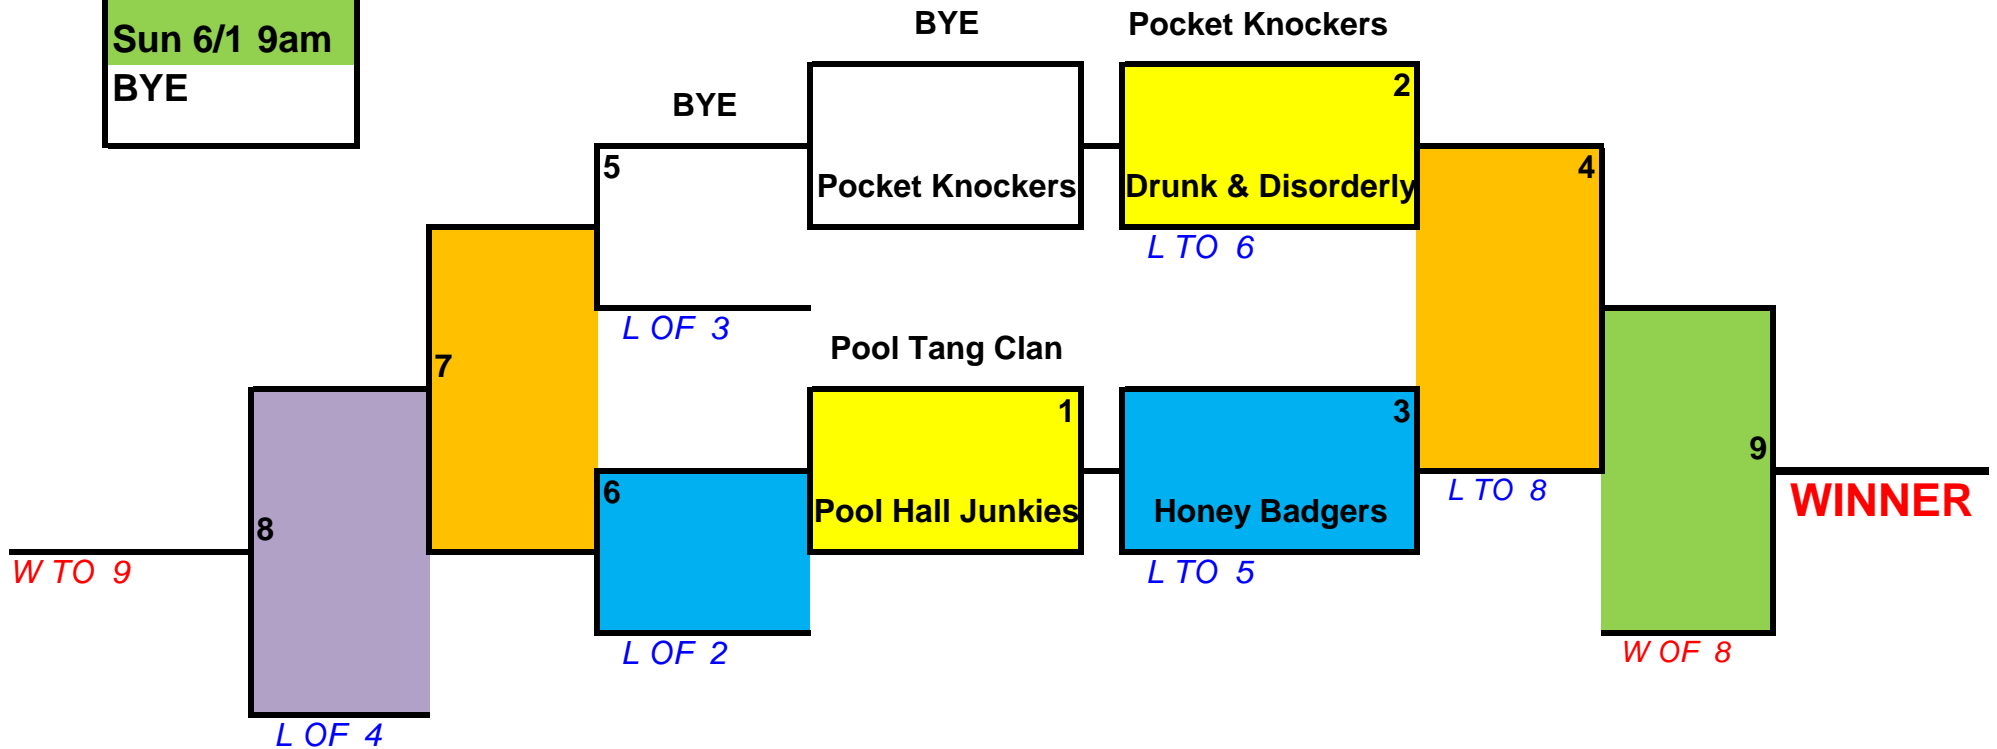 Sun 6/1 9am
BYE
BYE
Pocket Knockers
BYE
2
5
Pocket Knockers
Drunk & Disorderly
4
L TO 6
L OF 3
Pool Tang Clan
7
1
3
9
6
Pool Hall Junkies
Honey Badgers
L TO 8
WINNER
8
W TO 9
L TO 5
L OF 2
W OF 8
L OF 4